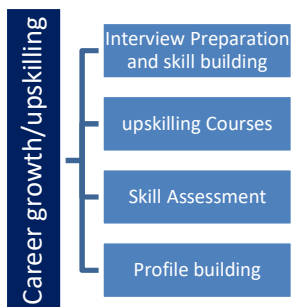 Career growth/upskilling
Interview Preparation
and skill building
upskilling Courses
Skill Assessment
Profile building